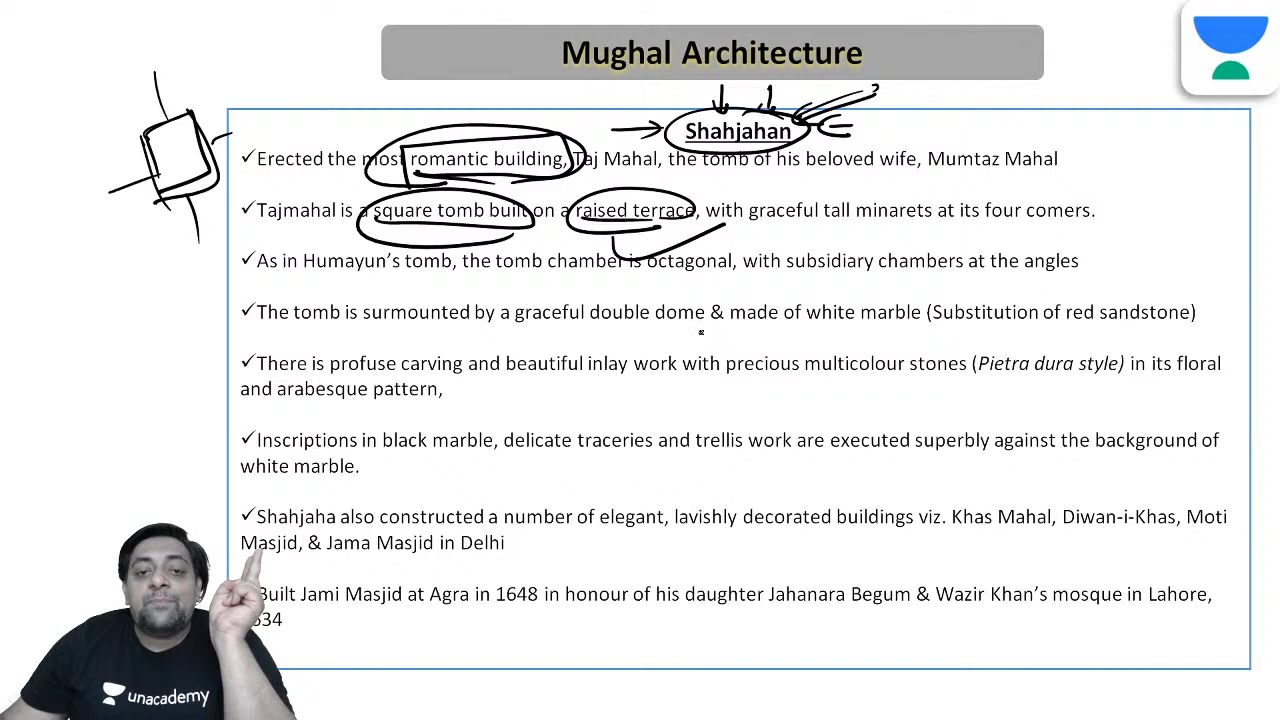 Mughal Architecture
Shahjahan
✓Erected the most romantic building, Taj Mahal, the tomb of his beloved wife, Mumtaz Mahal
✓Tajmahal is a square tomb built on a raised terrace, with graceful tall minarets at its four comers.
✓As in Humayun's tomb, the tomb chamber is octagonal, with subsidiary chambers at the angles
✓The tomb is surmounted by a graceful double dome & made of white marble (Substitution of red sandstone)
✓There is profuse carving and beautiful inlay work with precious multicolour stones (Pietra dura style) in its floral
and arabesque pattern,
✓Inscriptions in black marble, delicate traceries and trellis work are executed superbly against the background of
white marble.
✓Shahjaha also constructed a number of elegant, lavishly decorated buildings viz. Khas Mahal, Diwan-i-Khas, Moti
Masjid, & Jama Masjid in Delhi
Built Jami Masjid at Agra in 1648 in honour of his daughter Jahanara Begum & Wazir Khan's mosque in Lahore,
634
unacademy